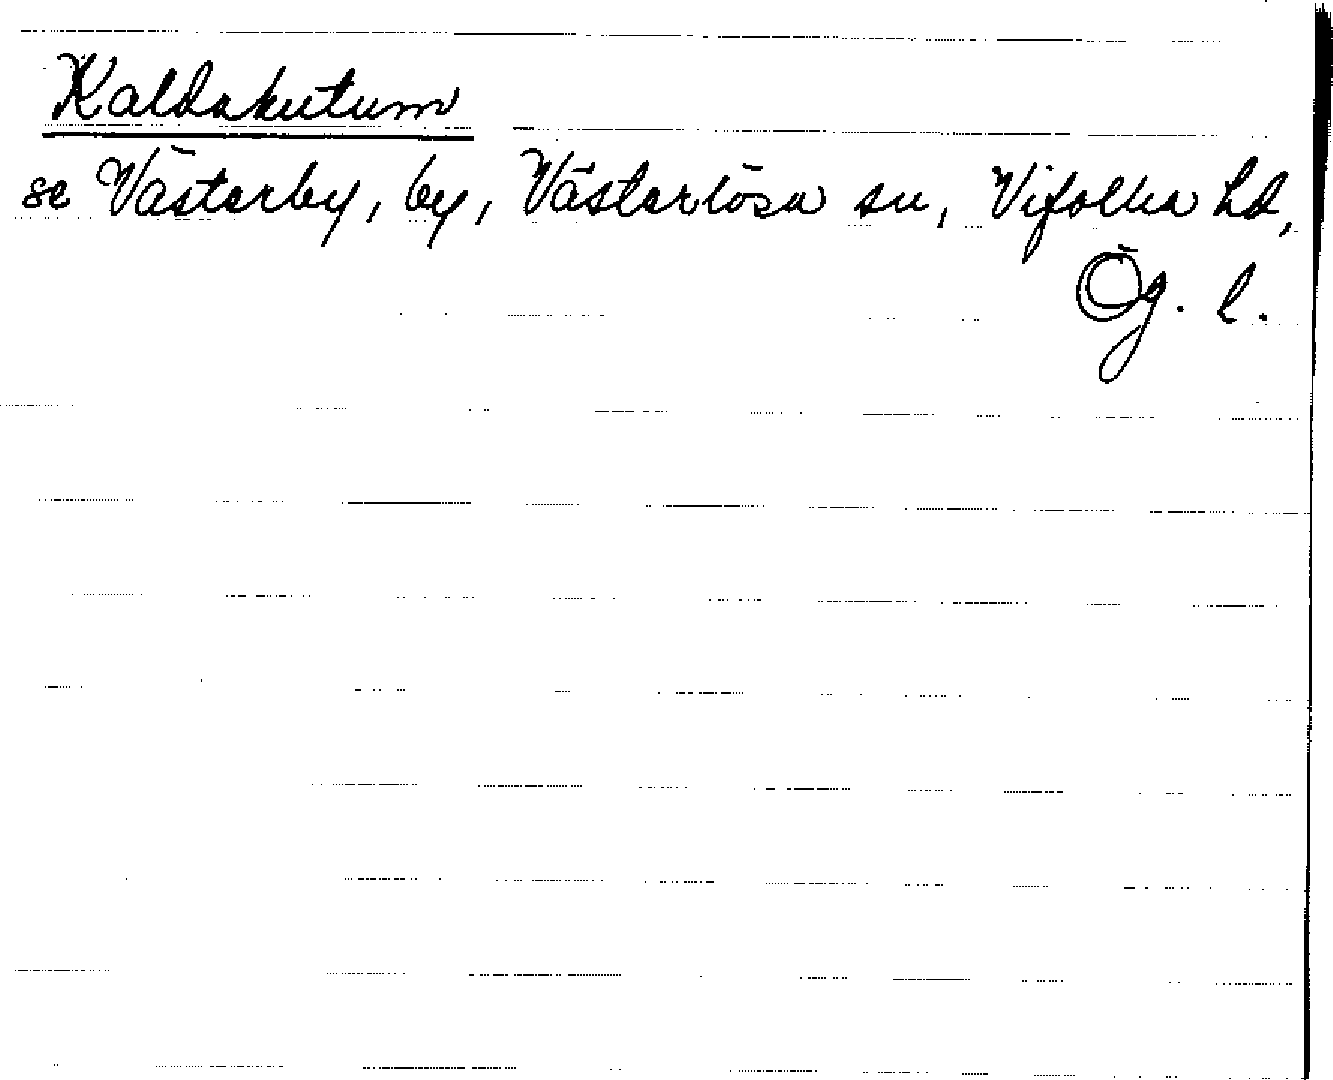 Kaldakutum
se Västerby, by, Västerlösa sn, Vifolka hd,
Ög. l.